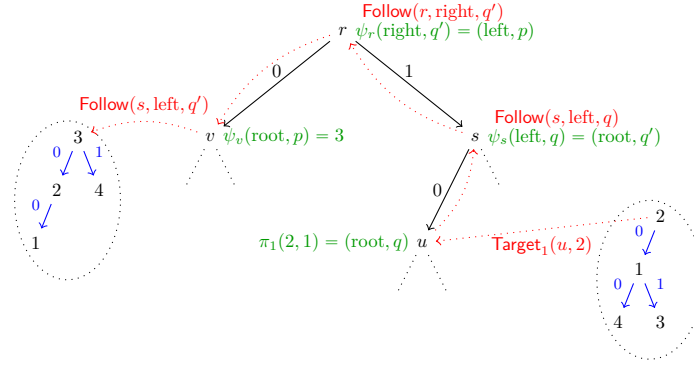 Follow(r, right, q′)
r ψ_r(right, q′) = (left, p)
0 1
Follow(s, left, q′)
Follow(s, left, q)
3
v ψ_v(root, p) = 3
s ψ_s(left, q) = (root, q′)
0 1
2 4
0
0
1
π_1(2, 1) = (root, q) u
Target_1(u, 2)
2
0
1
0 1
4 3